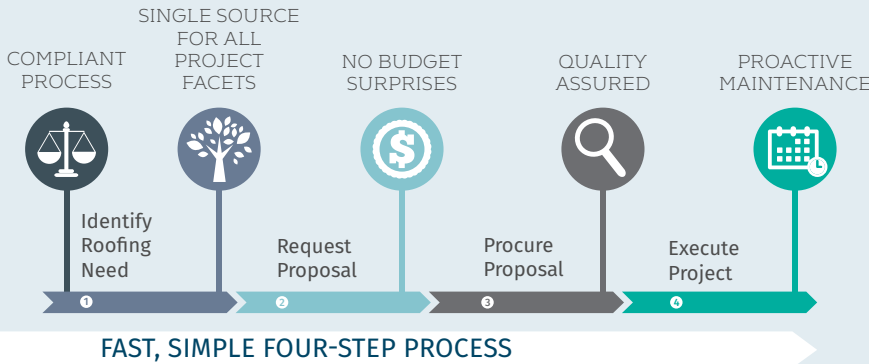 COMPLIANT
PROCESS
SINGLE SOURCE
FOR ALL
PROJECT
FACETS
NO BUDGET
SURPRISES
QUALITY
ASSURED
PROACTIVE
MAINTENANCE
$
Identify
Roofing
Need
Request
Proposal
Procure
Proposal
Execute
Project
1
2
3
4
FAST, SIMPLE FOUR-STEP PROCESS